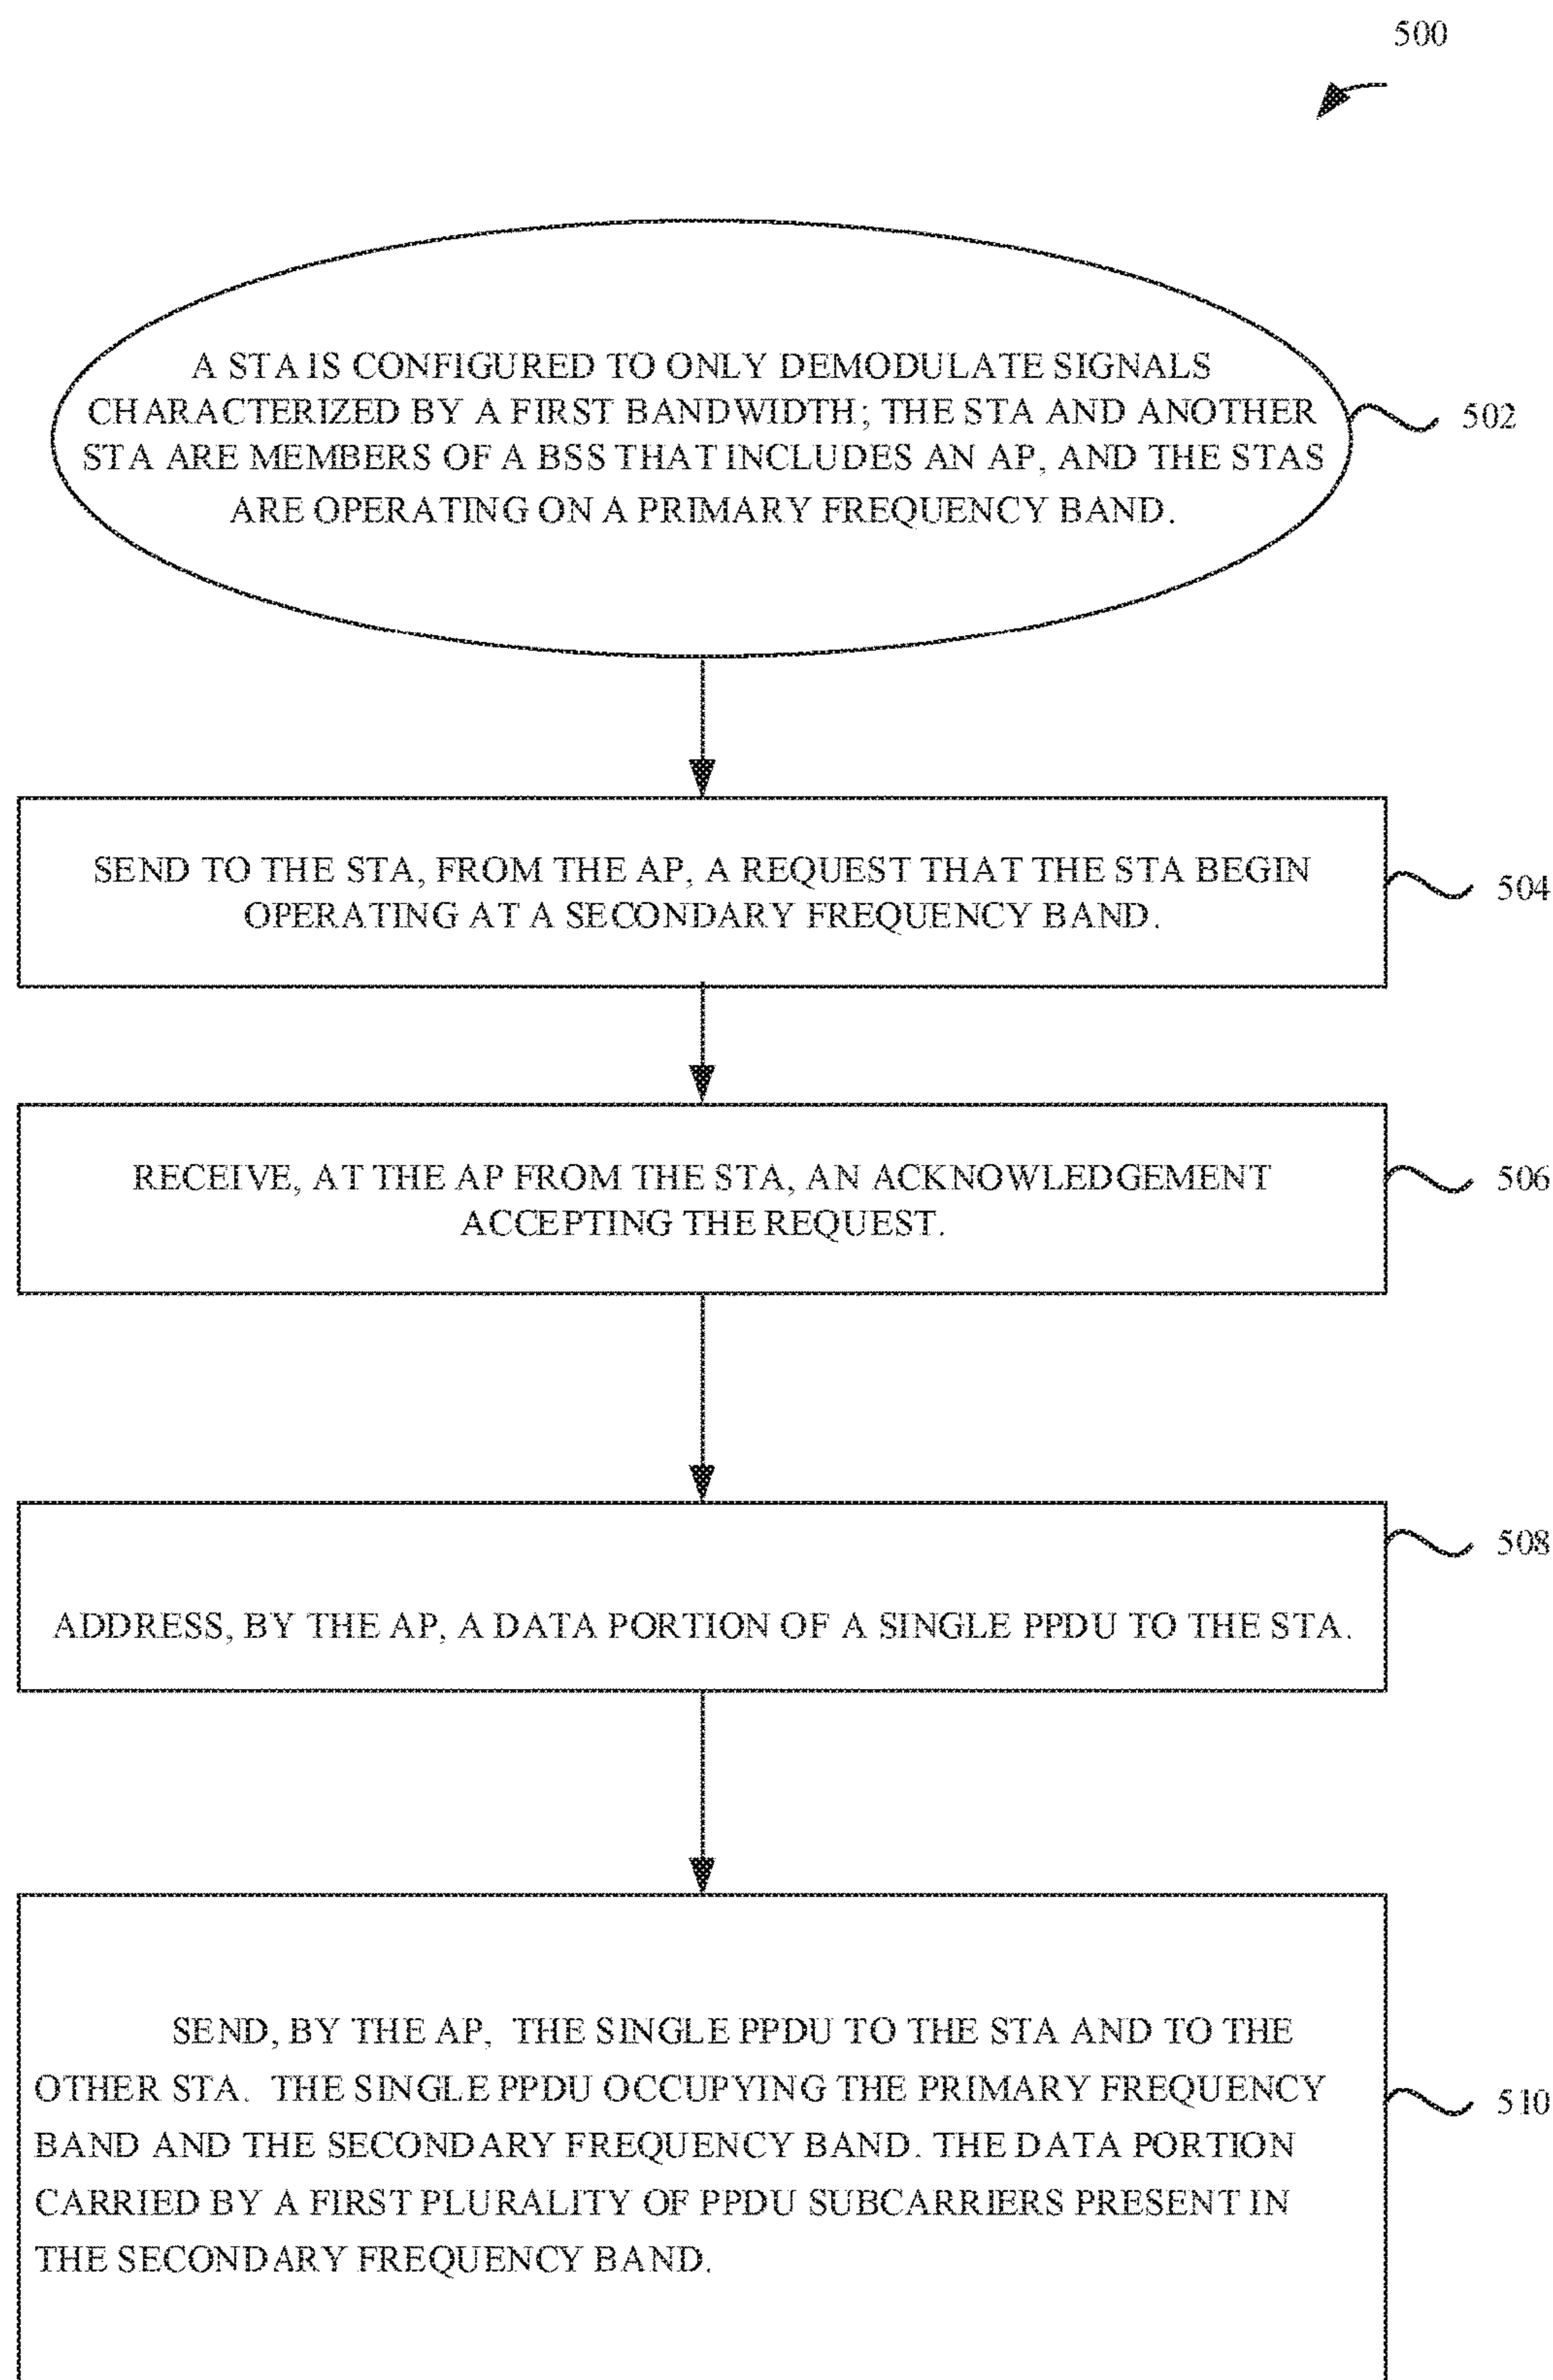 500
A STA IS CONFIGURED TO ONLY DEMODULATE SIGNALS
CHARACTERIZED BY A FIRST BANDWIDTH; THE STA AND ANOTHER
STA ARE MEMBERS OF A BSS THAT INCLUDES AN AP, AND THE STAS
ARE OPERATING ON A PRIMARY FREQUENCY BAND.
502
SEND TO THE STA, FROM THE AP, A REQUEST THAT THE STA BEGIN
OPERATING AT A SECONDARY FREQUENCY BAND.
504
RECEIVE, AT THE AP FROM THE STA, AN ACKNOWLEDGEMENT
ACCEPTING THE REQUEST.
506
508
ADDRESS, BY THE AP, A DATA PORTION OF A SINGLE PPDU TO THE STA.
SEND, BY THE AP, THE SINGLE PPDU TO THE STA AND TO THE
OTHER STA. THE SINGLE PPDU OCCUPYING THE PRIMARY FREQUENCY
BAND AND THE SECONDARY FREQUENCY BAND. THE DATA PORTION
CARRIED BY A FIRST PLURALITY OF PPDU SUBCARRIERS PRESENT IN
THE SECONDARY FREQUENCY BAND.
510